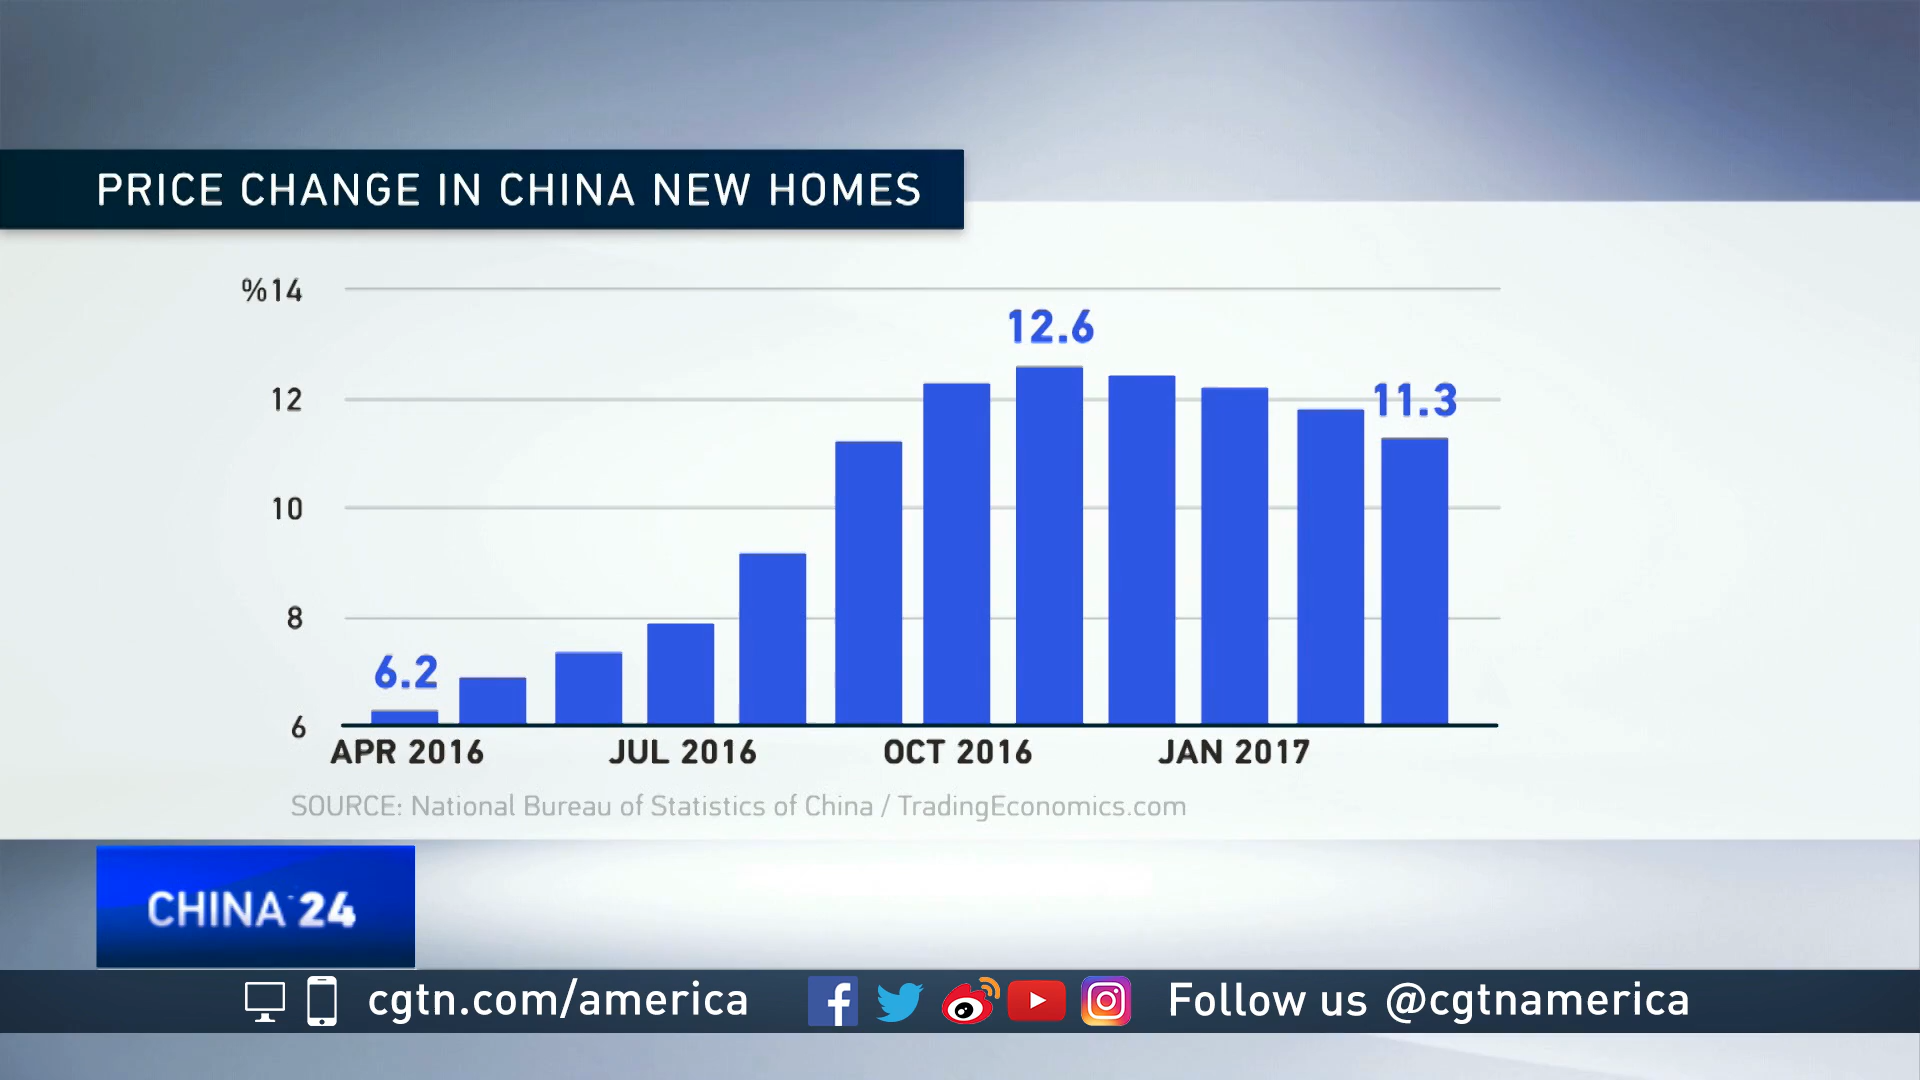 PRICE CHANGE IN CHINA NEW HOMES
%14
12.6
12
11.3
10
8
6.2
6
APR 2016 JUL 2016 OCT 2016 JAN 2017
SOURCE: National Bureau of Statistics of China / TradingEconomics.com
CHINA 24
cgtn.com/america Follow us @cgtnamerica